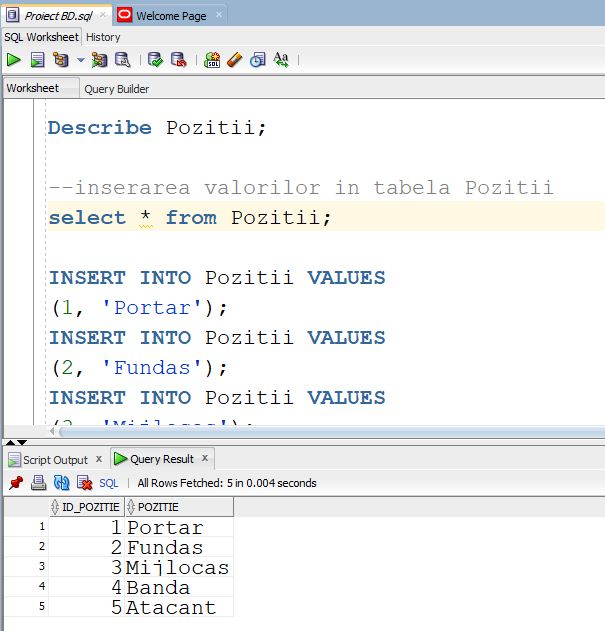 Proiect BD.sql × Welcome Page ×
SQL Worksheet History
Aa
Worksheet Query Builder
Describe Pozitii;
--inserarea valorilor in tabela Pozitii
select * from Pozitii;
INSERT INTO Pozitii VALUES
(1, 'Portar');
INSERT INTO Pozitii VALUES
(2, 'Fundas');
INSERT INTO Pozitii VALUES
(3, 'Mijlocas');
Script Output × Query Result ×
SQL | All Rows Fetched: 5 in 0.004 seconds
ID_POZITIE POZITIE
1 1 Portar
2 2 Fundas
3 3 Mijlocas
4 4 Banda
5 5 Atacant